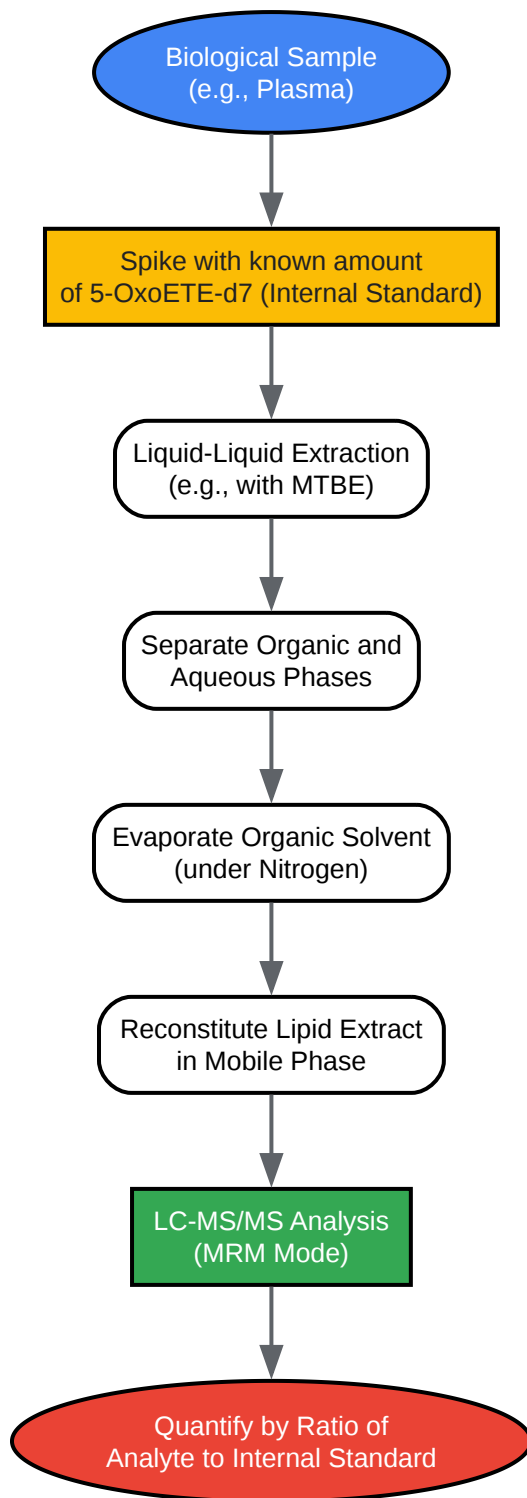 Biological Sample
(e.g., Plasma)
Spike with known amount
of 5-OxoETE-d7 (Internal Standard)
Liquid-Liquid Extraction
(e.g., with MTBE)
Separate Organic and
Aqueous Phases
Evaporate Organic Solvent
(under Nitrogen)
Reconstitute Lipid Extract
in Mobile Phase
LC-MS/MS Analysis
(MRM Mode)
Quantify by Ratio of
Analyte to Internal Standard